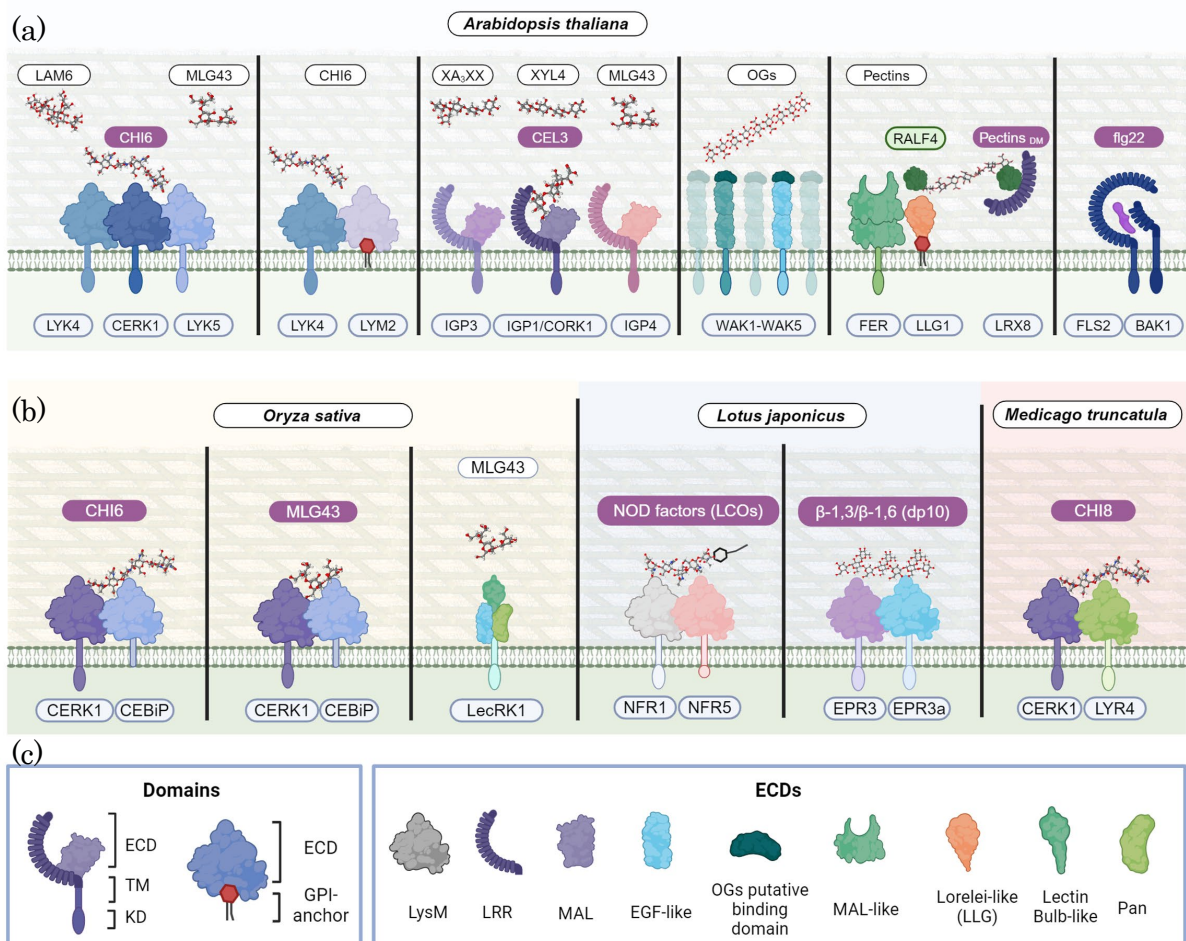 (a)
Arabidopsis thaliana
LAM6 MLG43 CHI6 XA₃XX XYL4 MLG43 OGs Pectins
CHI6 CEL3 RALF4 Pectins DM flg22
LYK4 CERK1 LYK5 LYK4 LYM2 IGP3 IGP1/CORK1 IGP4 WAK1-WAK5 FER LLG1 LRX8 FLS2 BAK1
(b)
Oryza sativa Lotus japonicus Medicago truncatula
MLG43
CHI6 MLG43 NOD factors (LCOs) β-1,3/β-1,6 (dp10) CHI8
CERK1 CEBiP CERK1 CEBiP LecRK1 NFR1 NFR5 EPR3 EPR3a CERK1 LYR4
(c)
Domains
ECD
TM
KD
ECD
GPI-
anchor
ECDs
LysM
LRR
MAL
EGF-like
OGs putative
binding
domain
MAL-like
Lorelei-like
(LLG)
Lectin
Bulb-like
Pan